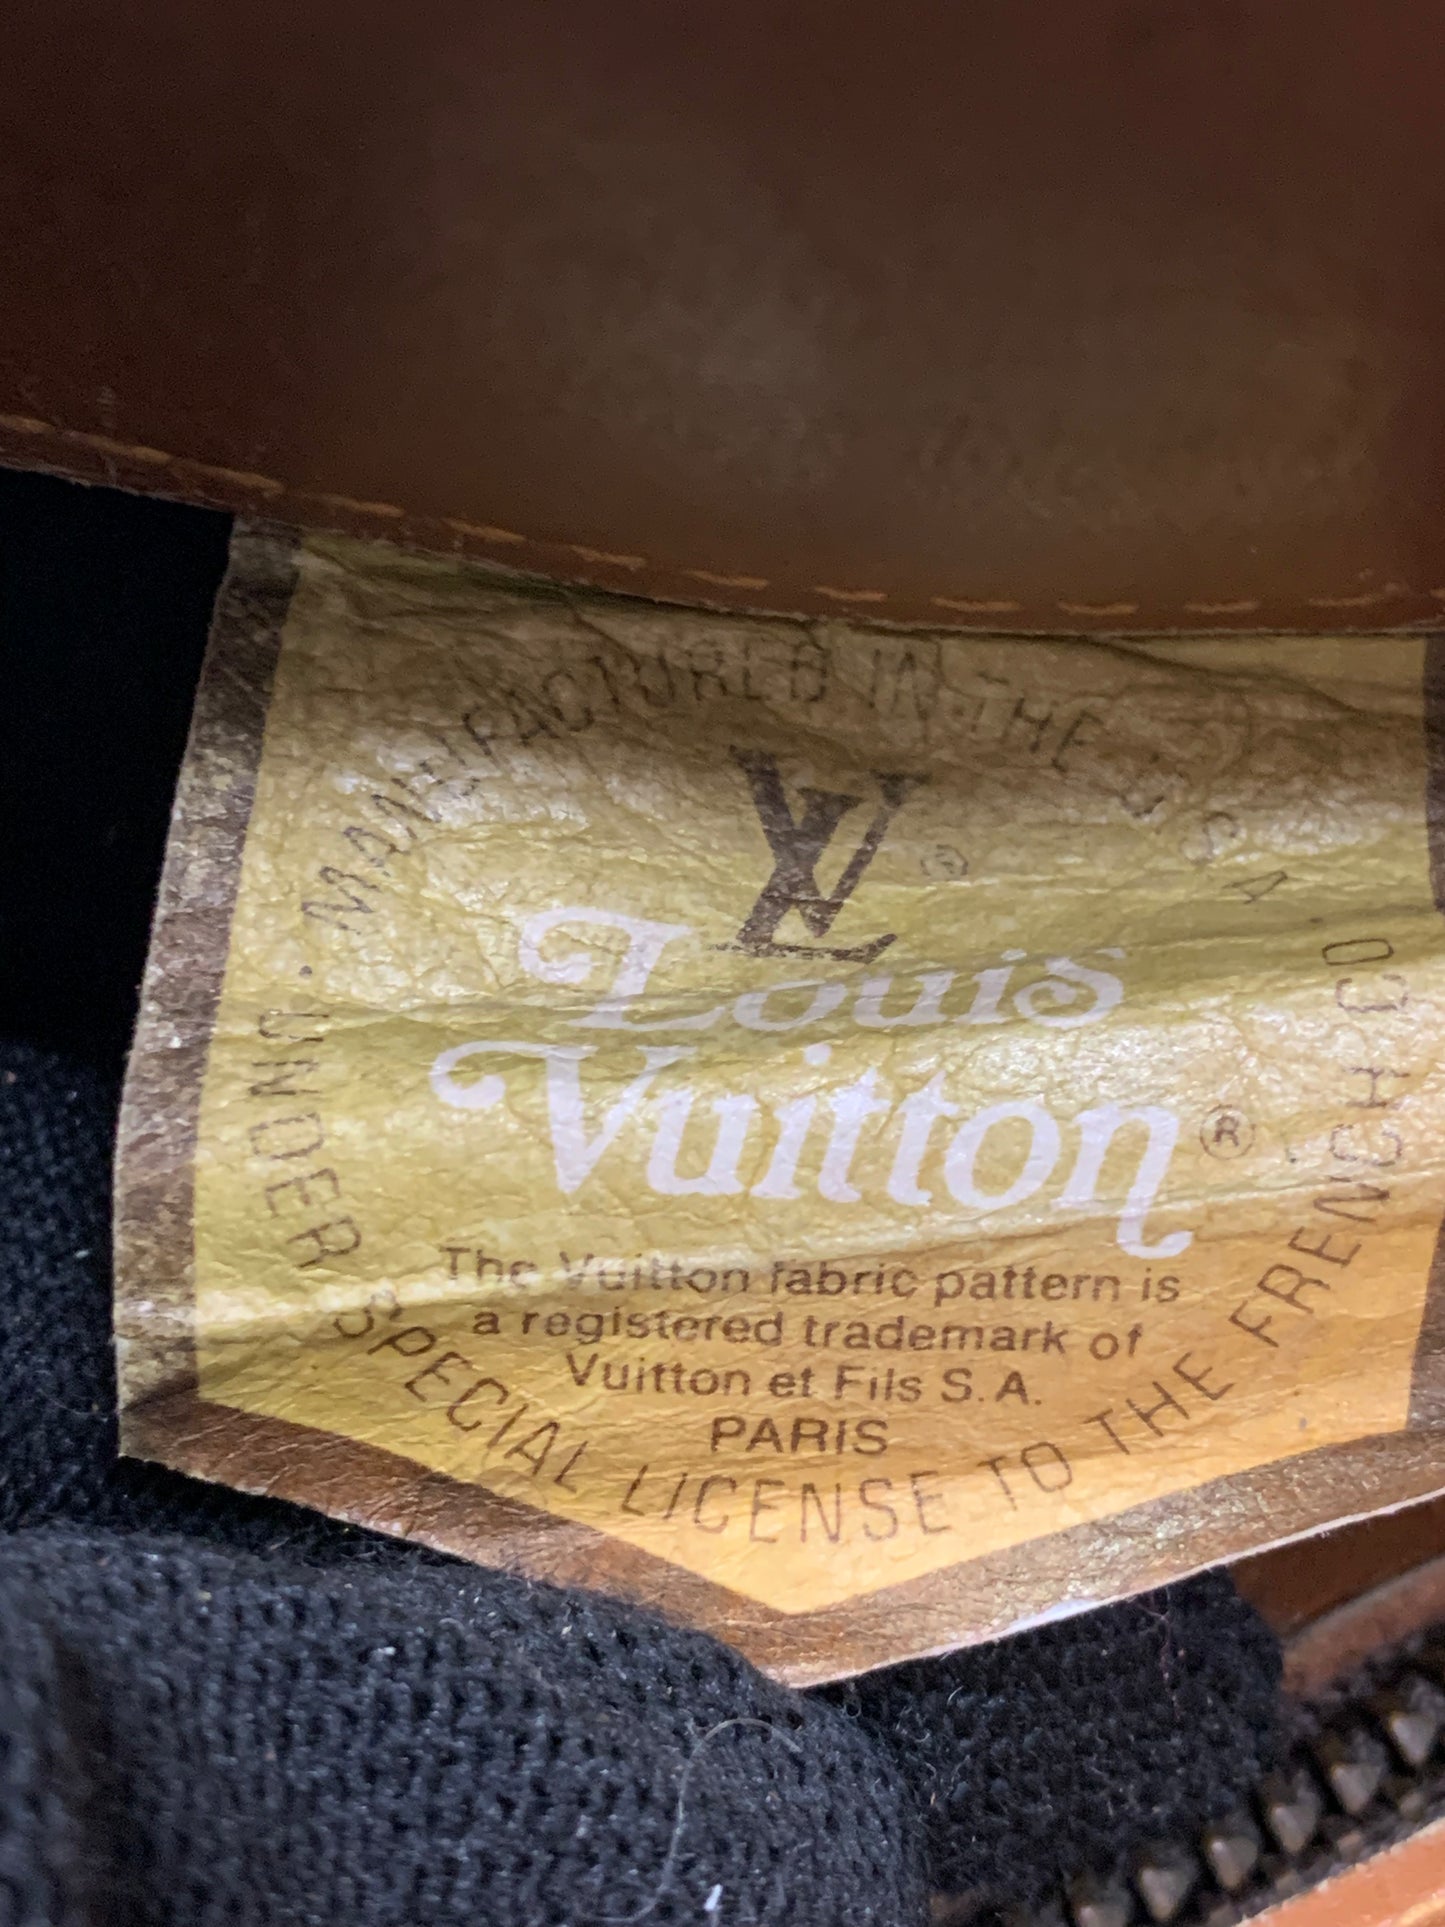 MANUFACTURED IN THE U S A
LV ®
Louis
Vuitton ®
The Vuitton fabric pattern is
a registered trademark of
Vuitton et Fils S. A.
PARIS
UNDER SPECIAL LICENSE TO THE FRENCH CO